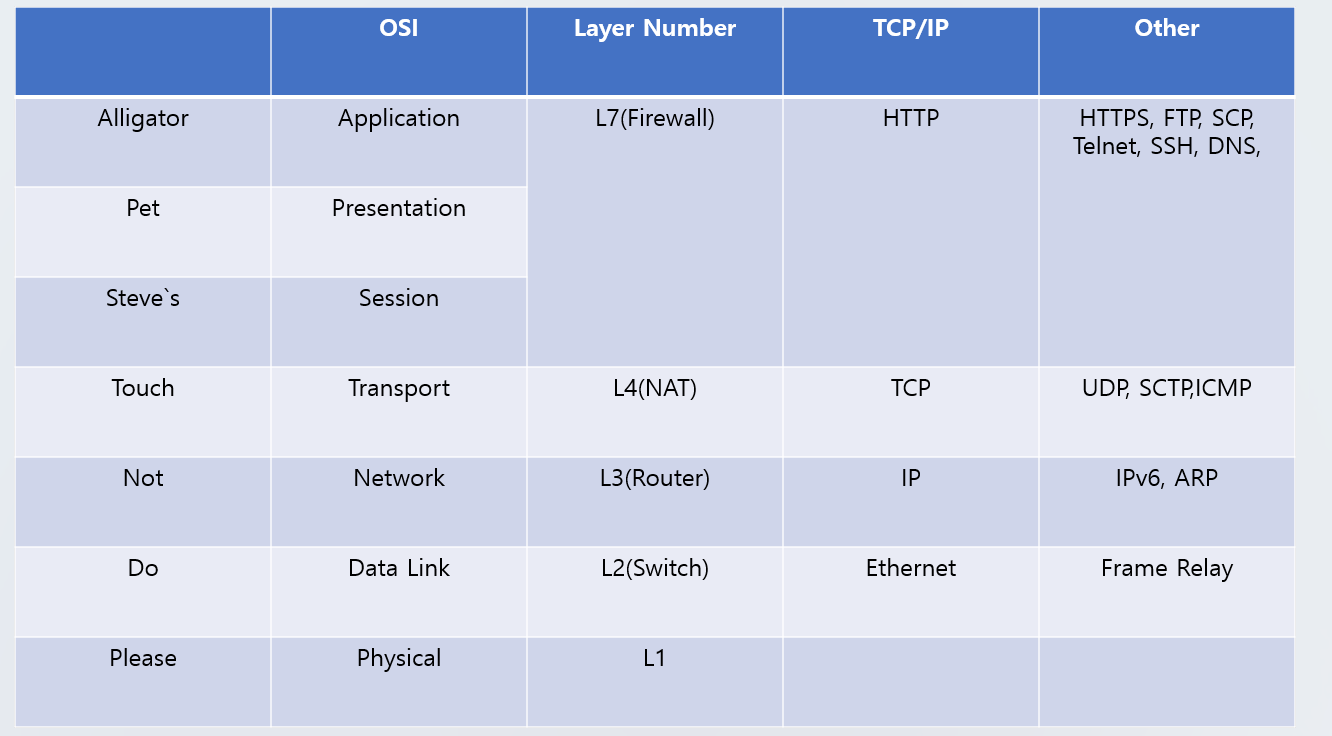 OSI Layer Number TCP/IP Other
Alligator Application L7(Firewall) HTTP HTTPS, FTP, SCP,
Telnet, SSH, DNS,
Pet Presentation
Steve`s Session
Touch Transport L4(NAT) TCP UDP, SCTP,ICMP
Not Network L3(Router) IP IPv6, ARP
Do Data Link L2(Switch) Ethernet Frame Relay
Please Physical L1